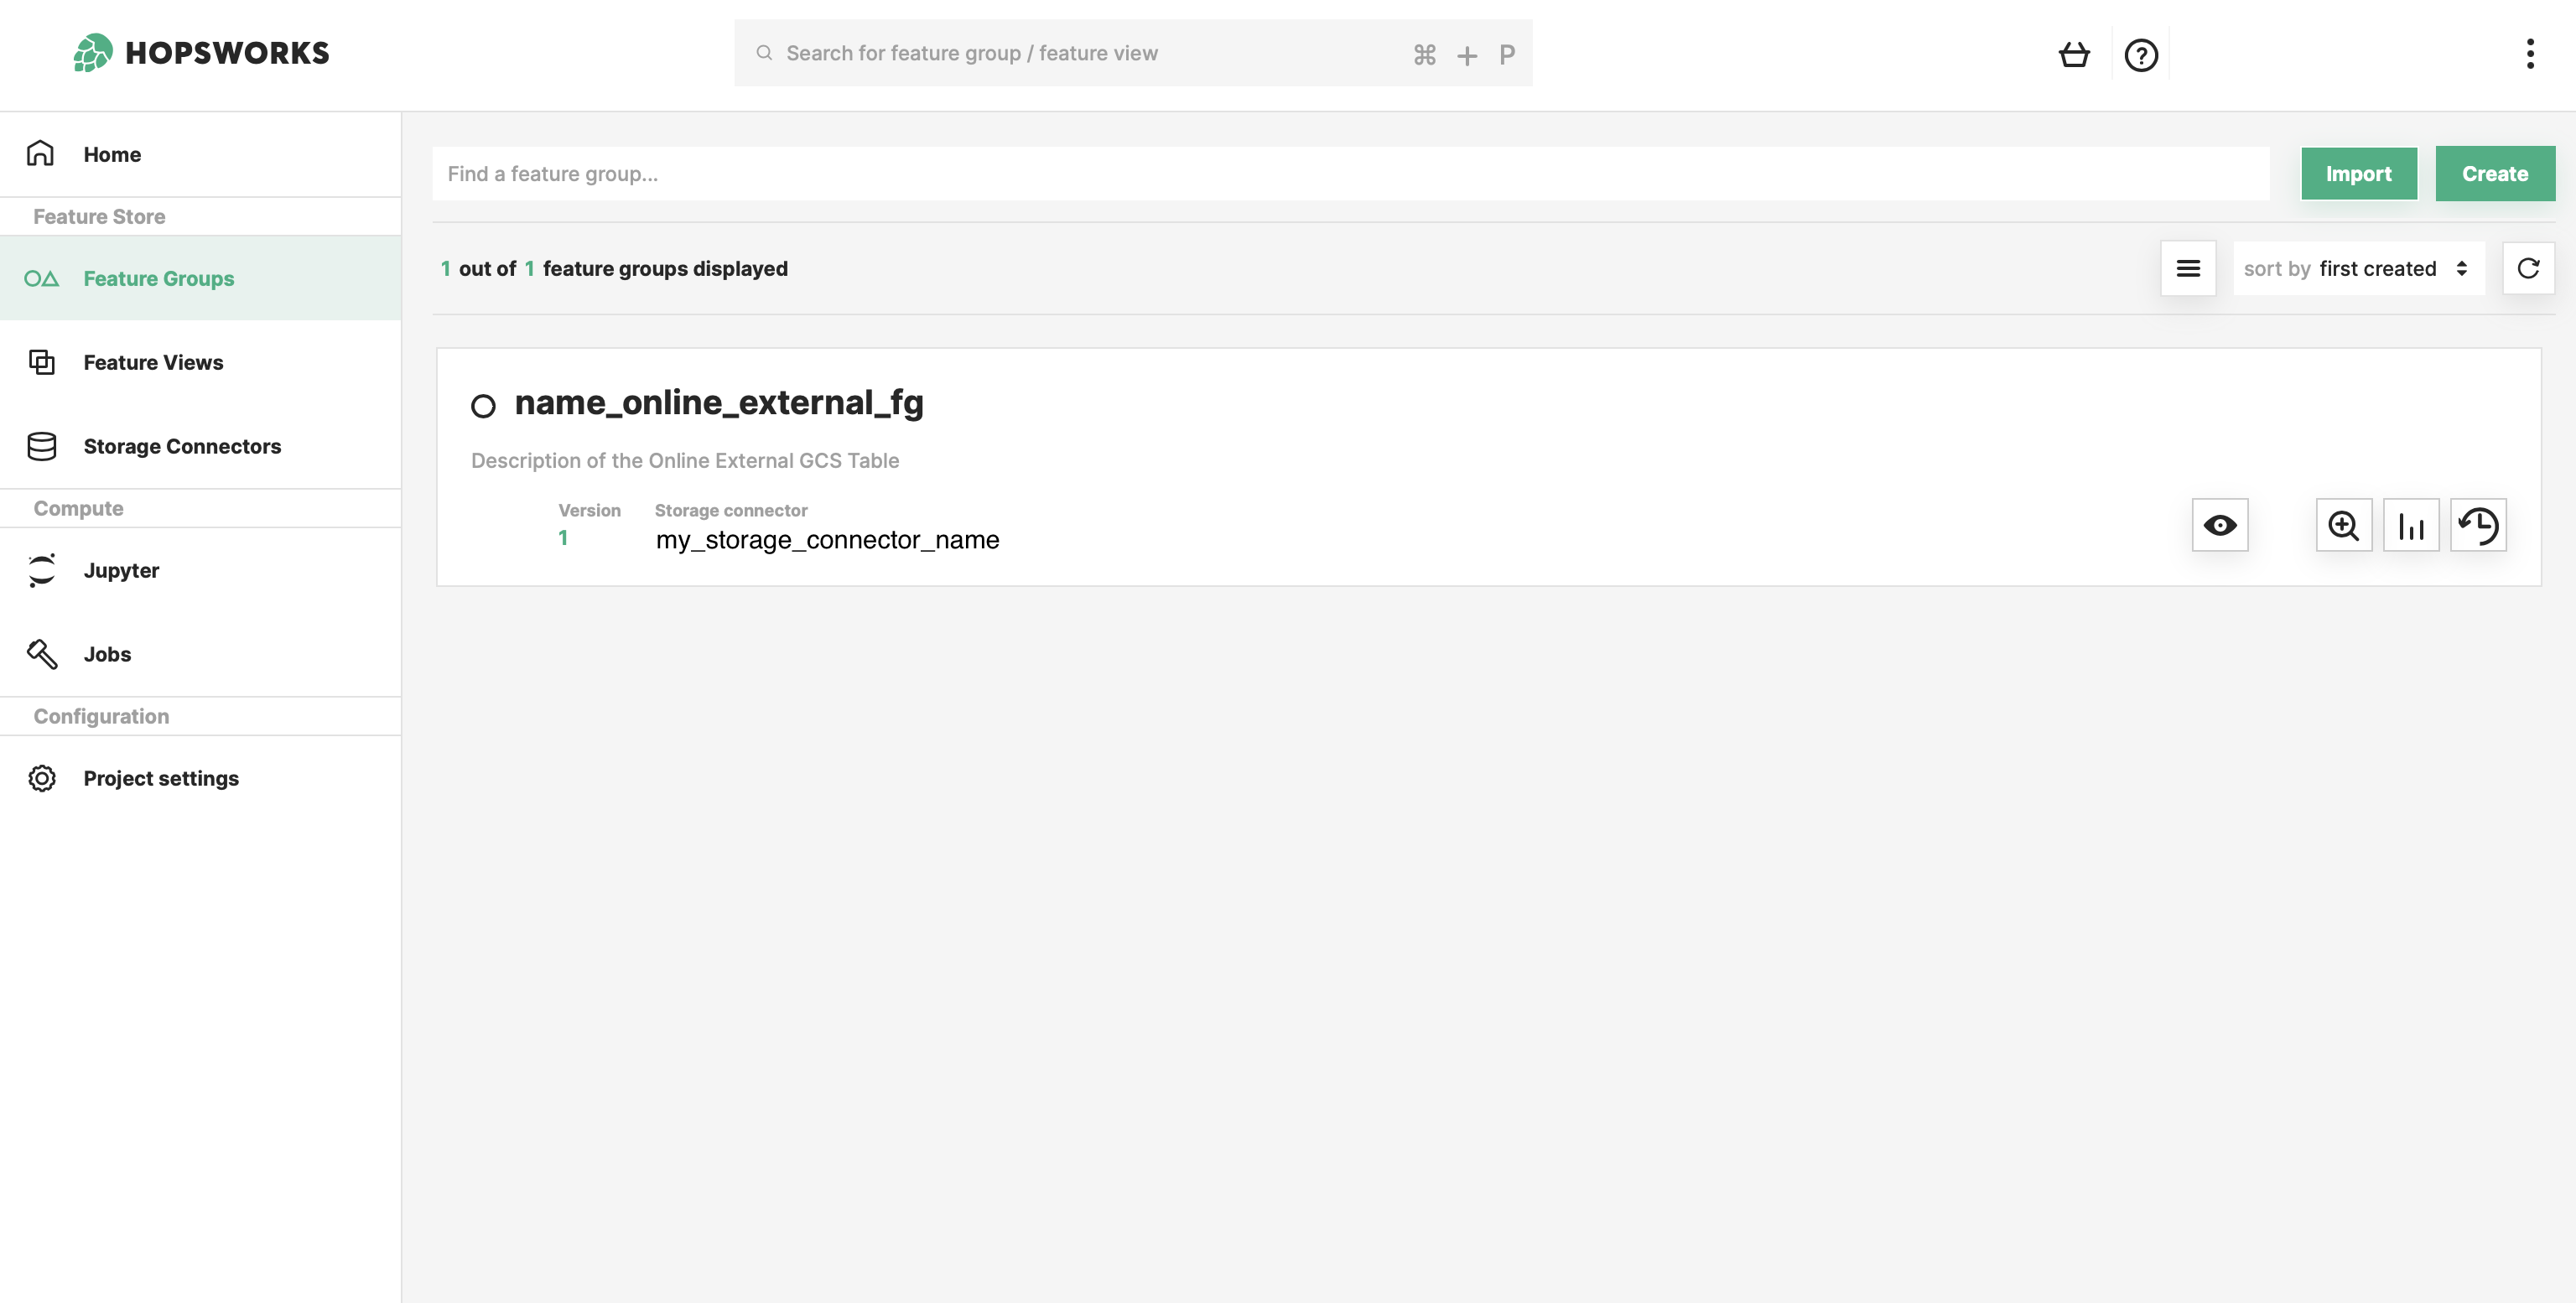 HOPSWORKS
Search for feature group / feature view ⌘ + P
Home
Feature Store
Feature Groups
Feature Views
Storage Connectors
Compute
Jupyter
Jobs
Configuration
Project settings
Find a feature group...
Import
Create
1 out of 1 feature groups displayed
sort by first created
name_online_external_fg
Description of the Online External GCS Table
Version Storage connector
1 my_storage_connector_name